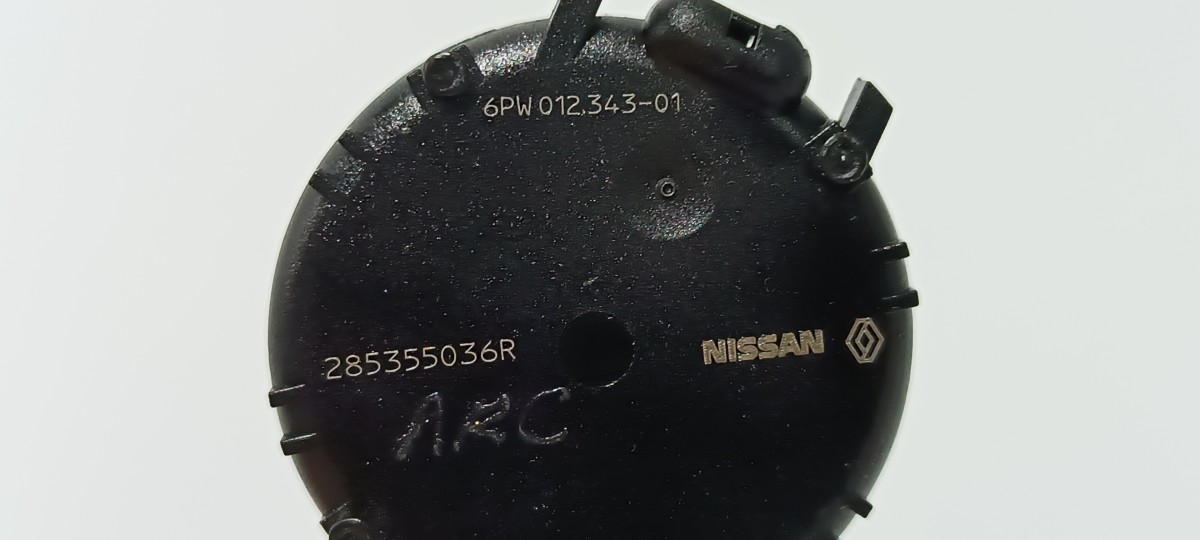 6PW 012.343-01
285355036R
NISSAN
ARC